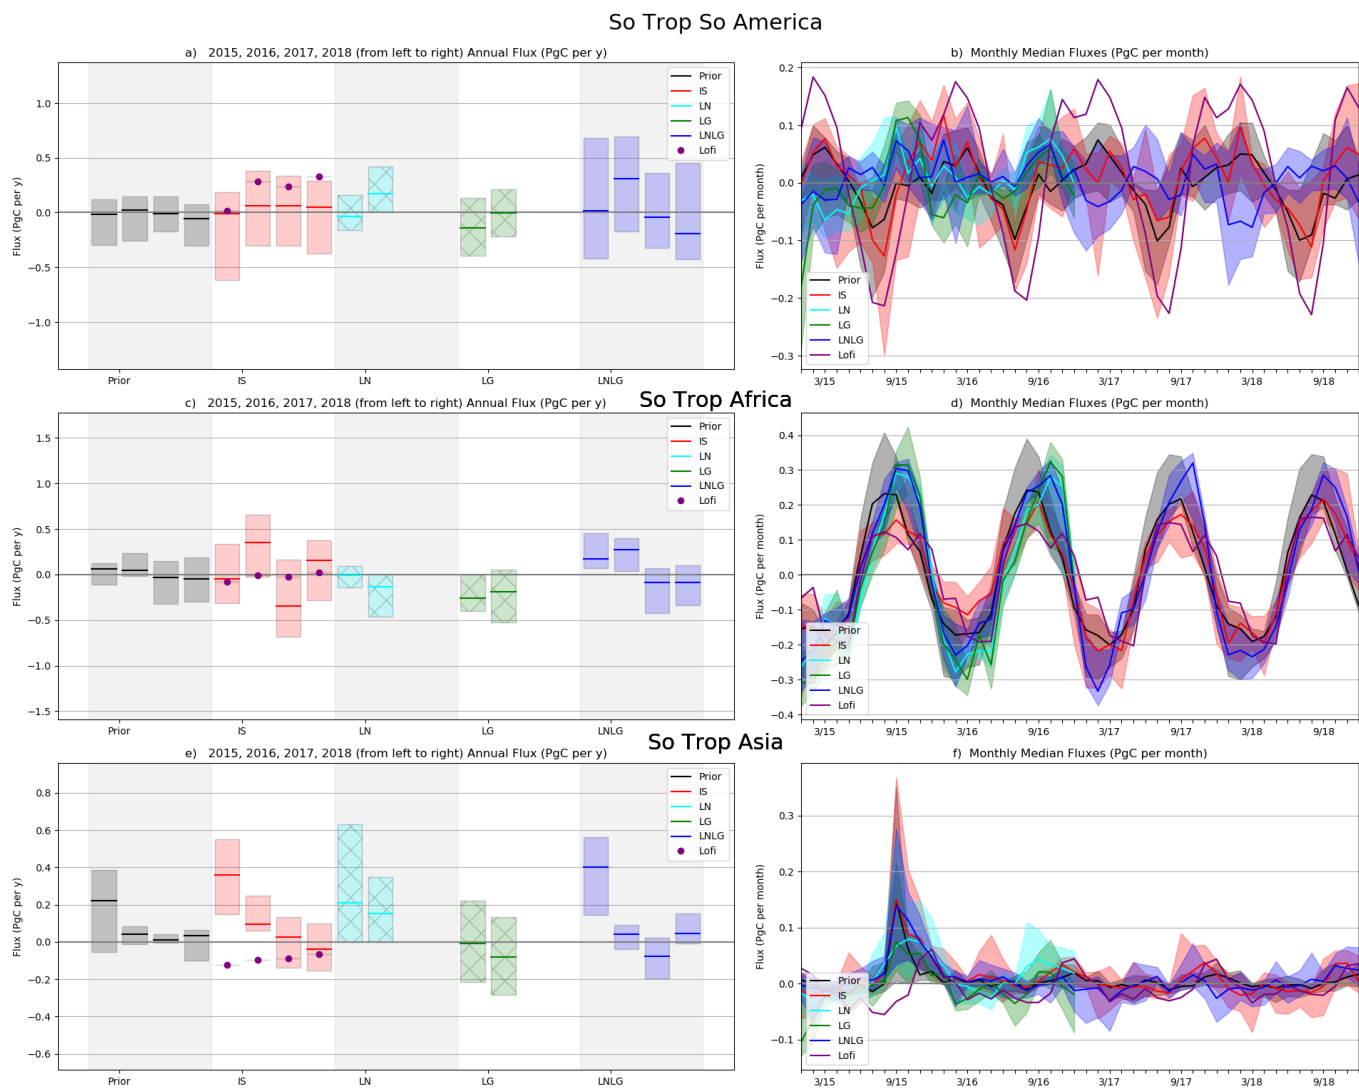 So Trop So America
a)   2015, 2016, 2017, 2018 (from left to right) Annual Flux (PgC per y)
Flux (PgC per y)
1.0
0.5
0.0
−0.5
−1.0
Prior
IS
LN
LG
LNLG
Lofi
Prior
IS
LN
LG
LNLG
b)   Monthly Median Fluxes (PgC per month)
Flux (PgC per month)
0.2
0.1
0.0
−0.1
−0.2
−0.3
Prior
IS
LN
LG
LNLG
Lofi
3/15
9/15
3/16
9/16
3/17
9/17
3/18
9/18
So Trop Africa
c)   2015, 2016, 2017, 2018 (from left to right) Annual Flux (PgC per y)
Flux (PgC per y)
1.5
1.0
0.5
0.0
−0.5
−1.0
−1.5
Prior
IS
LN
LG
LNLG
Lofi
Prior
IS
LN
LG
LNLG
d)   Monthly Median Fluxes (PgC per month)
Flux (PgC per month)
0.4
0.3
0.2
0.1
0.0
−0.1
−0.2
−0.3
−0.4
Prior
IS
LN
LG
LNLG
Lofi
3/15
9/15
3/16
9/16
3/17
9/17
3/18
9/18
So Trop Asia
e)   2015, 2016, 2017, 2018 (from left to right) Annual Flux (PgC per y)
Flux (PgC per y)
0.8
0.6
0.4
0.2
0.0
−0.2
−0.4
−0.6
Prior
IS
LN
LG
LNLG
Lofi
Prior
IS
LN
LG
LNLG
f)   Monthly Median Fluxes (PgC per month)
Flux (PgC per month)
0.3
0.2
0.1
0.0
−0.1
Prior
IS
LN
LG
LNLG
Lofi
3/15
9/15
3/16
9/16
3/17
9/17
3/18
9/18